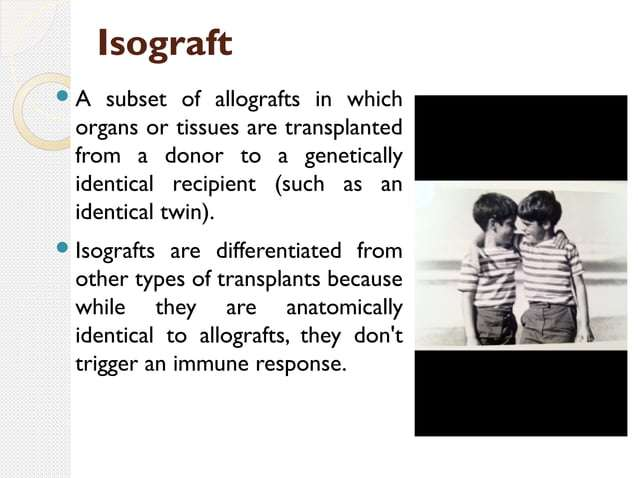 Isograft
A subset of allografts in which
organs or tissues are transplanted
from a donor to a genetically
identical recipient (such as an
identical twin).
Isografts are differentiated from
other types of transplants because
while they are anatomically
identical to allografts, they don't
trigger an immune response.